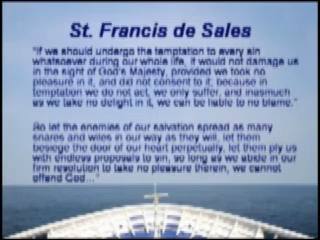 St. Francis de Sales
"If we should undergo the temptation to every sin
whatsoever during our whole life, it would not damage us
in the sight of God's Majesty, provided we took no
pleasure in it, and did not consent to it; because in
temptation we do not act, we only suffer, and inasmuch
as we take no delight in it, we can be liable to no blame."
So let the enemies of our salvation spread as many
snares and wiles in our way as they will, let them
besiege the door of our heart perpetually, let them ply us
with endless proposals to sin, so long as we abide in our
firm resolution to take no pleasure therein, we cannot
offend God..."